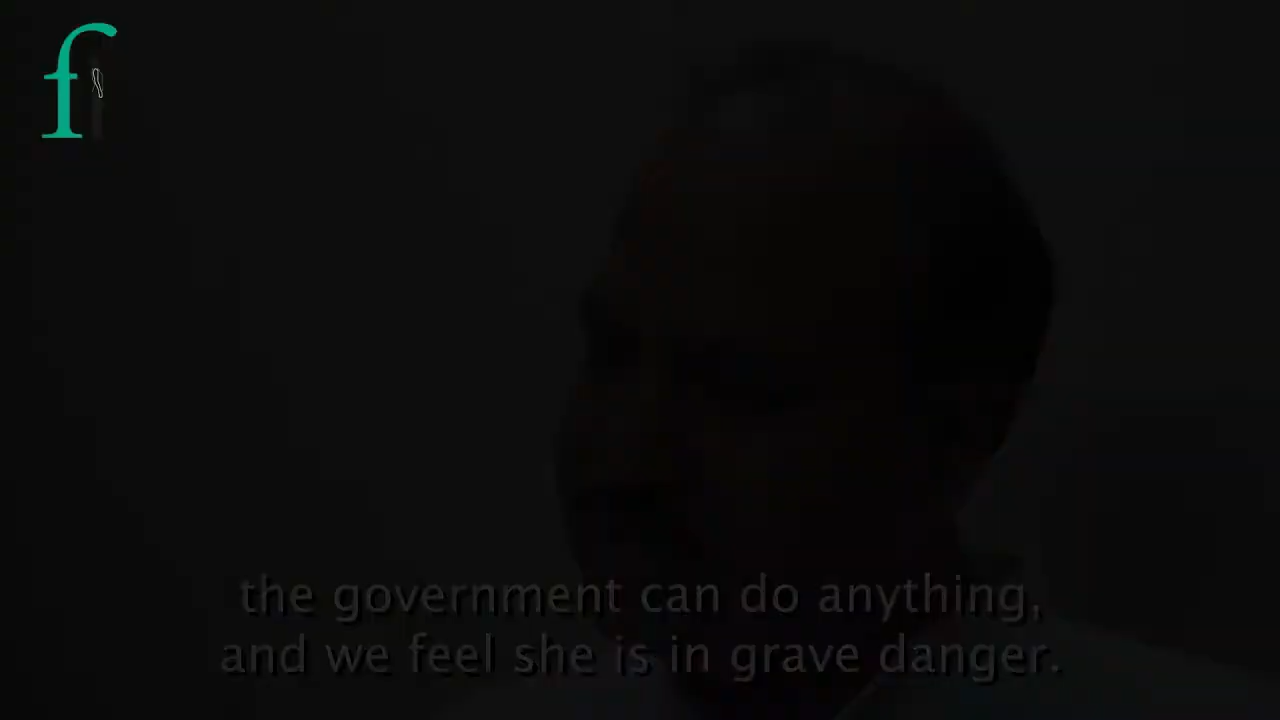 f
the government can do anything,
and we feel she is in grave danger.